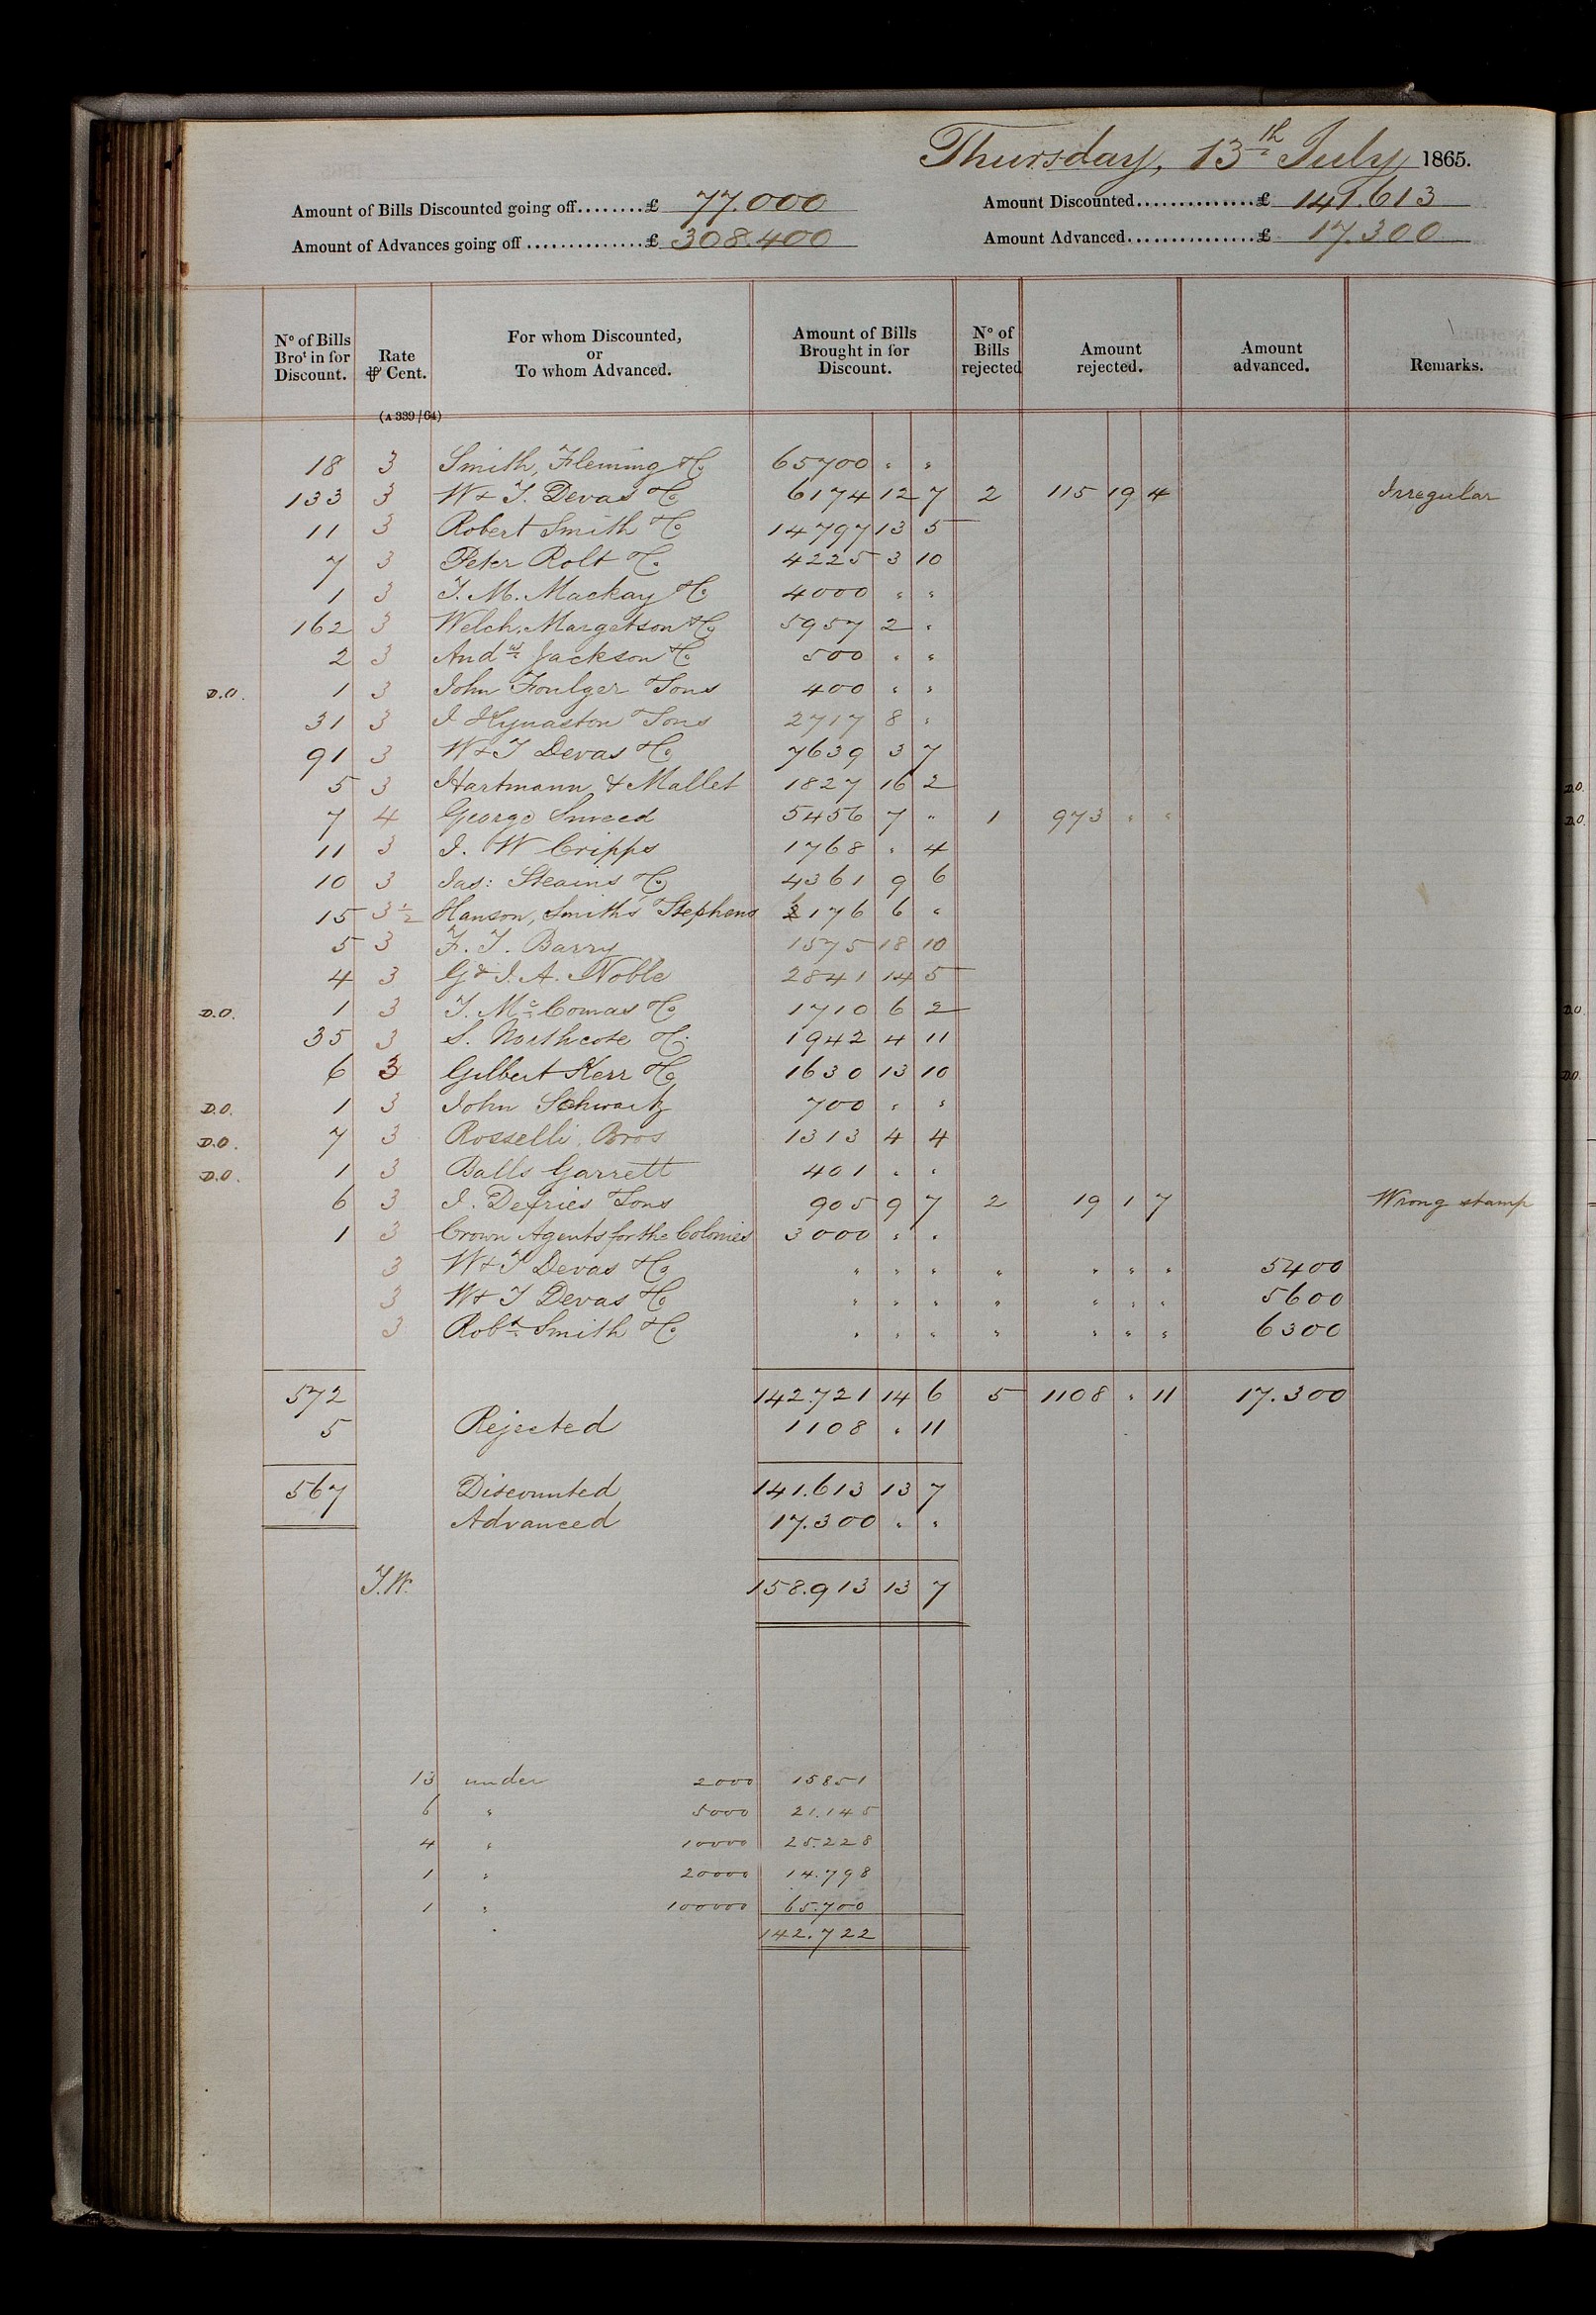 Thursday, 13th July 1865.
Amount of Bills Discounted going off........£ 77.000 Amount Discounted..............£ 141.613
Amount of Advances going off..............£ 308.400 Amount Advanced................£ 17.300
No of Bills Brot in for Discount. Rate ⅌ Cent. For whom Discounted, or To whom Advanced. Amount of Bills Brought in for Discount. No of Bills rejected Amount rejected. Amount advanced. Remarks.
(A 339/64)
18 3 Smith, Fleming & Co 65700 " "
133 3 W & T. Devas & Co 6174 12 7 2 115 19 4 Irregular
11 3 Robert Smith & Co 14797 13 5
7 3 Peter Rolt & Co 4225 3 10
1 3 T. M. Mackay & Co 4000 " "
162 3 Welch, Margetson & Co 5957 2 "
2 3 Andw Jackson & Co 500 " "
D.O. 1 3 John Foulger & Sons 400 " "
31 3 J Kynaston & Sons 2717 8 "
91 3 W & T Devas & Co 7639 3 7
5 3 Hartmann & Mallet 1827 16 2
7 4 George Smeed 5456 7 " 1 973 " "
11 3 J. W Cripps 1768 " 4
10 3 Jas: Steains & Co 4361 9 6
15 3½ Hanson, Smiths & Stephens 1176 6 "
5 3 F. T. Barry 1575 18 10
4 3 G & J. A. Noble 2841 14 5
D.O. 1 3 T. Mc Comas & Co 1710 6 2
35 3 S. Northcote & Co 1942 4 11
6 3 Gilbert Kerr & Co 1630 13 10
D.O. 1 3 John Schwartz 700 " "
D.O. 7 3 Rosselli, Bros 1313 4 4
D.O. 1 3 Balls Garrett 401 " "
6 3 J. Defries & Sons 905 9 7 2 19 1 7 Wrong stamp
1 3 Crown Agents for the Colonies 3000 " "
3 W & T Devas & Co " " " " " " " 5400
3 W & T Devas & Co " " " " " " " 5600
3 Robt Smith & Co " " " " " " " 6300
572 142.721 14 6 5 1108 " 11 17.300
5 Rejected 1108 " 11
567 Discounted 141.613 13 7
Advanced 17.300 " "
T.W. 158.913 13 7
13 under 2000 15851
6 " 5000 21.145
4 " 10000 25.228
1 " 20000 14.798
1 " 100000 65.700
142.722
D.O.
D.O.
D.O.
D.O.